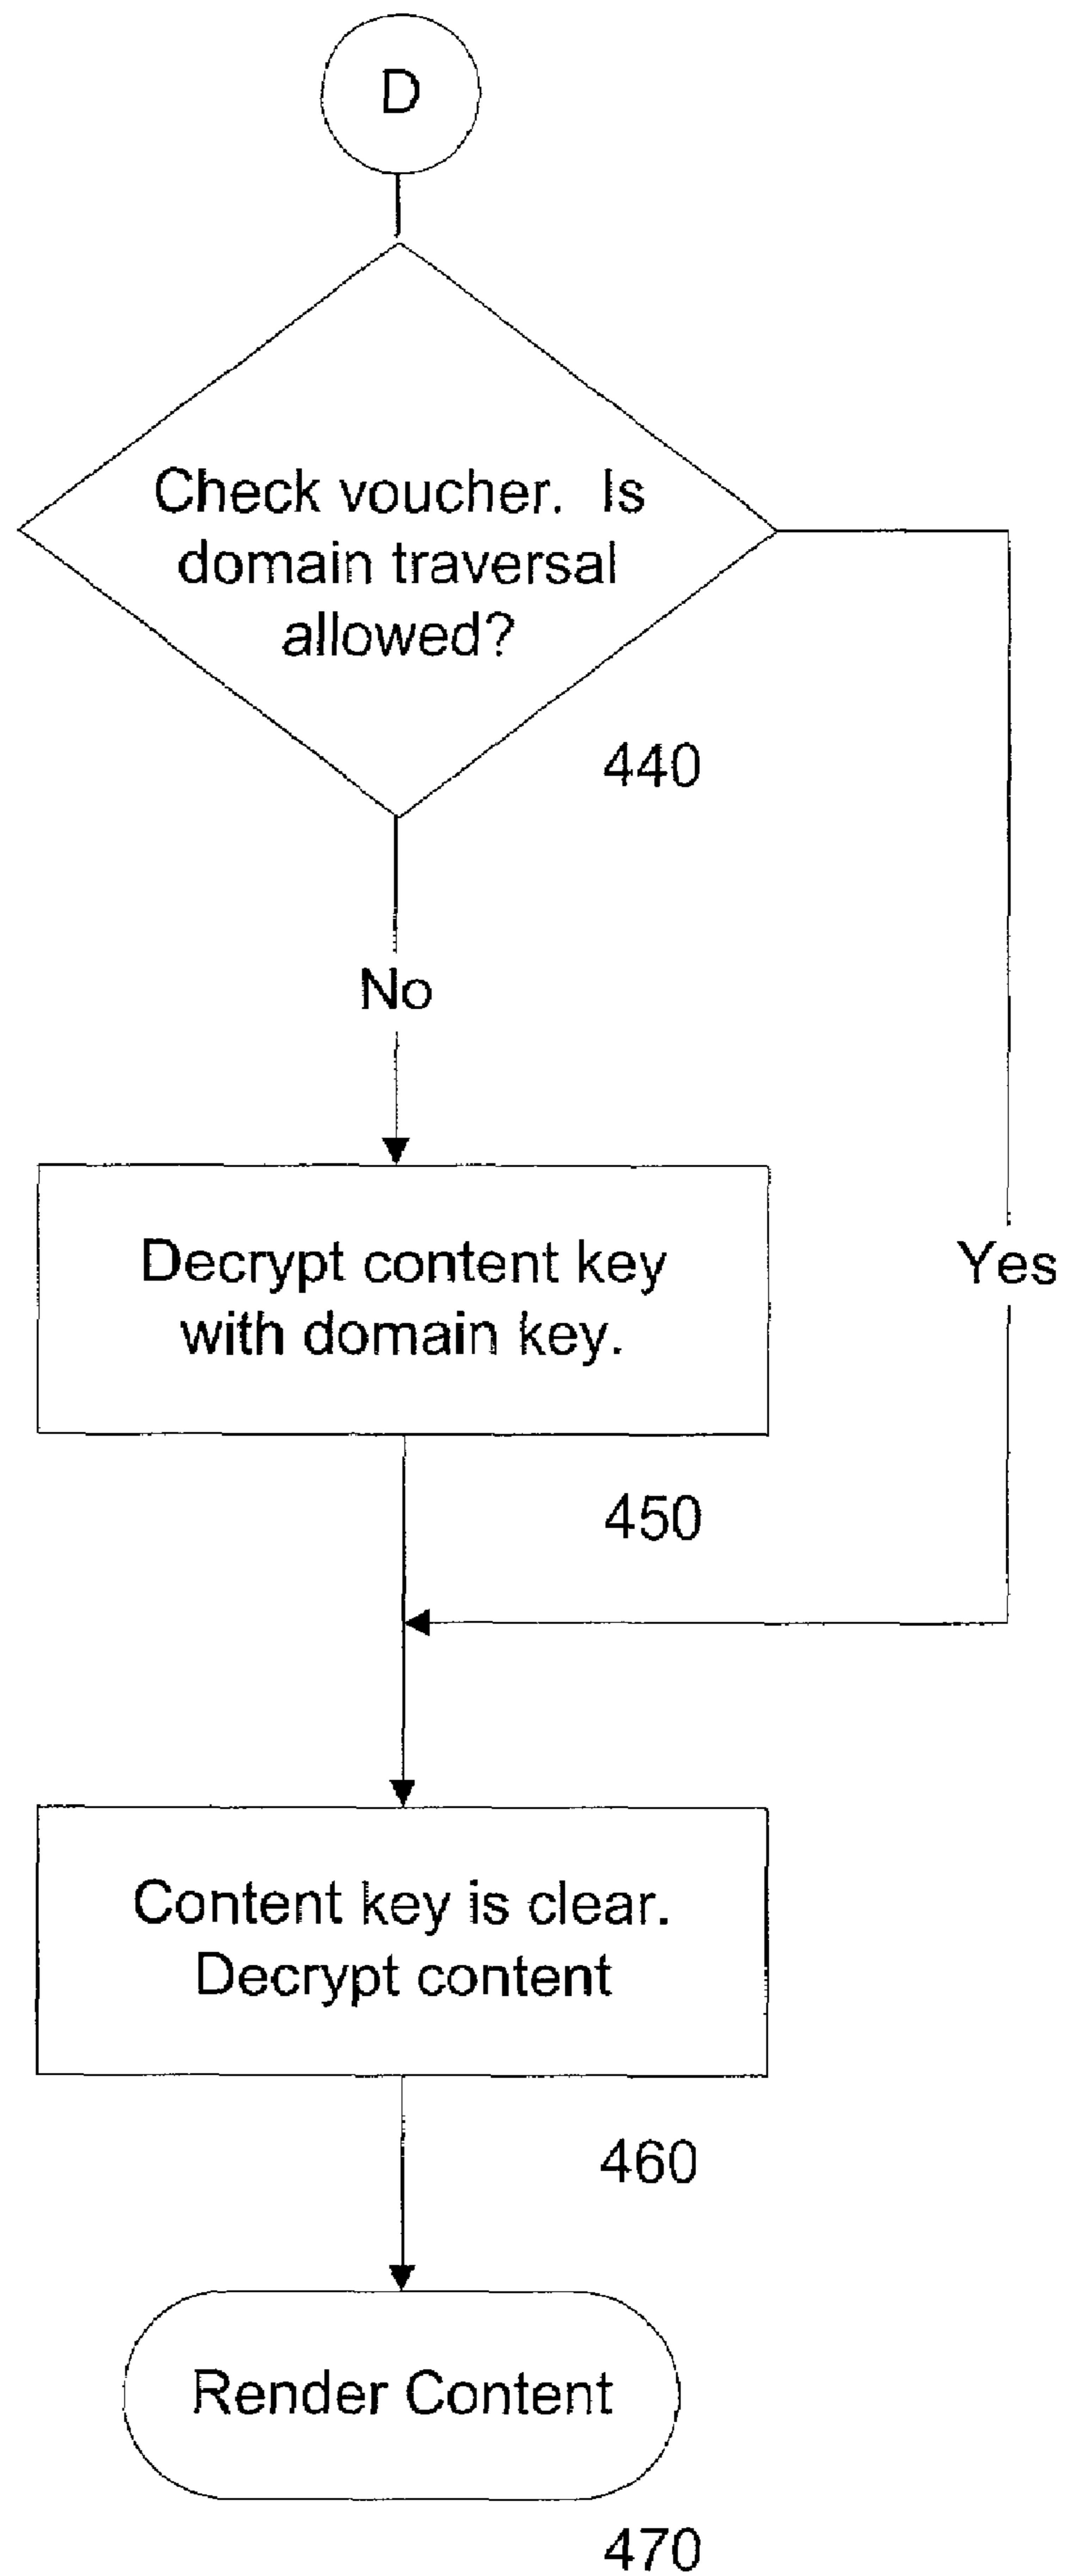 D
Check voucher. Is
domain traversal
allowed?
440
No
Decrypt content key
with domain key.
Yes
450
Content key is clear.
Decrypt content
460
Render Content
470